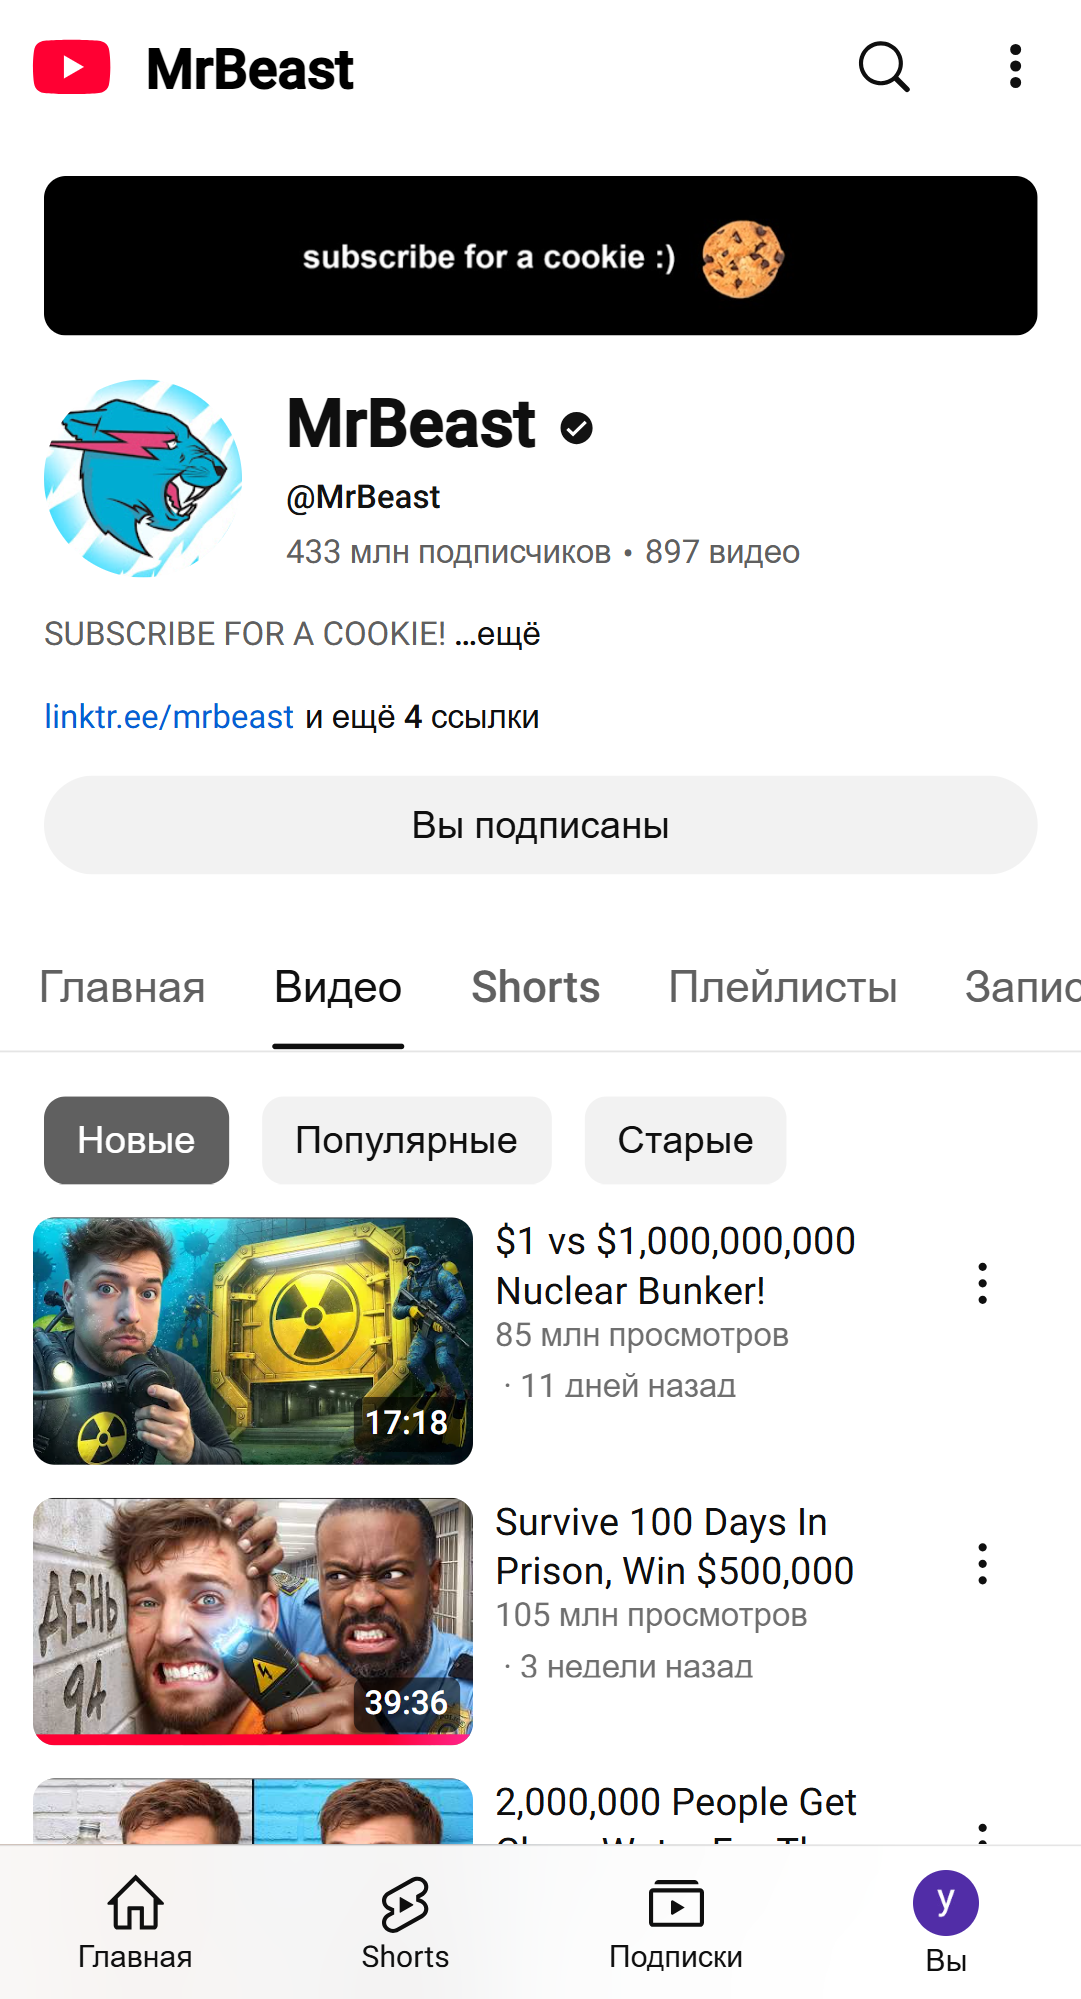 MrBeast
subscribe for a cookie :)
MrBeast
@MrBeast
433 млн подписчиков • 897 видео
SUBSCRIBE FOR A COOKIE! ...ещё
linktr.ee/mrbeast и ещё 4 ссылки
Вы подписаны
Главная Видео Shorts Плейлисты Запис
Новые Популярные Старые
$1 vs $1,000,000,000
Nuclear Bunker!
85 млн просмотров
· 11 дней назад
17:18
Survive 100 Days In
Prison, Win $500,000
105 млн просмотров
· 3 недели назад
ДЕНЬ
94
39:36
2,000,000 People Get
Главная Shorts Подписки Вы
y